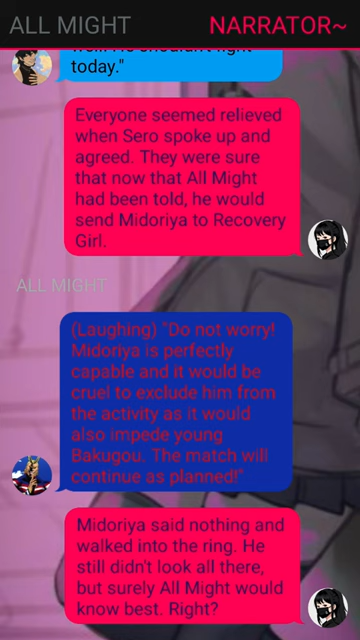 ALL MIGHT
NARRATOR~
today."
Everyone seemed relieved
when Sero spoke up and
agreed. They were sure
that now that All Might
had been told, he would
send Midoriya to Recovery
Girl.
ALL MIGHT
(Laughing) "Do not worry!
Midoriya is perfectly
capable and it would be
cruel to exclude him from
the activity as it would
also impede young
Bakugou. The match will
continue as planned!"
Midoriya said nothing and
walked into the ring. He
still didn't look all there,
but surely All Might would
know best. Right?